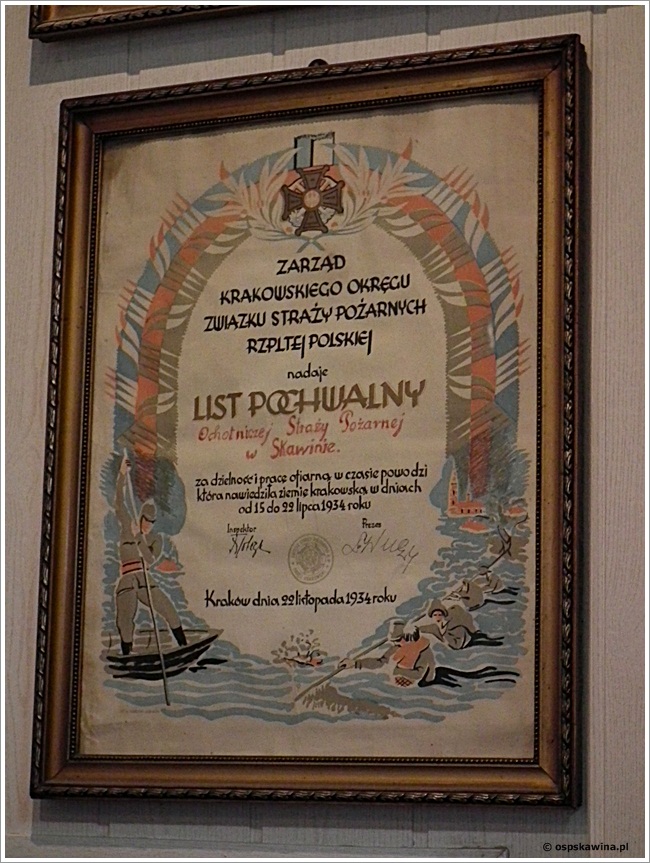 ZARZĄD
KRAKOWSKIEGO OKRĘGU
ZWIĄZKU STRAŻY POŻARNYCH
RZPLTEJ POLSKIEJ
nadaje
LIST POCHWALNY
Ochotniczej Straży Pożarnej
w Skawinie.
za dzielność i pracę ofiarną, w czasie powodzi
która nawiedziła ziemie krakowską, w dniach
od 15 do 22 lipca 1934 roku
Inspektor Prezes
Kraków dnia 22 listopada 1934 roku
© ospskawina.pl